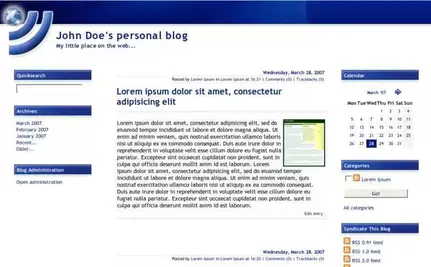 John Doe's personal blog
My little place on the web...
Quicksearch
Archives
March 2007
February 2007
January 2007
Recent...
Older...
Blog Administration
Open administration
Wednesday, March 28, 2007
Posted by Lorem Ipsum in Lorem Ipsum at 16:21 | Comments (0) | Trackbacks (0)
Lorem ipsum dolor sit amet, consectetur
adipisicing elit
Lorem ipsum dolor sit amet, consectetur adipisicing elit, sed do
eiusmod tempor incididunt ut labore et dolore magna aliqua. Ut
enim ad minim veniam, quis nostrud exercitation ullamco laboris
nisi ut aliquip ex ea commodo consequat. Duis aute irure dolor in
reprehenderit in voluptate velit esse cillum dolore eu fugiat nulla
pariatur. Excepteur sint occaecat cupidatat non proident, sunt in
culpa qui officia deserunt mollit anim id est laborum. Lorem
ipsum dolor sit amet, consectetur adipisicing elit, sed do eiusmod
tempor incididunt ut labore et dolore magna aliqua. Ut enim ad minim veniam, quis
nostrud exercitation ullamco laboris nisi ut aliquip ex ea commodo consequat. Duis
aute irure dolor in reprehenderit in voluptate velit esse cillum dolore eu fugiat nulla
pariatur. Excepteur sint occaecat cupidatat non proident, sunt in culpa qui officia
deserunt mollit anim id est laborum.
Edit entry
Wednesday, March 28, 2007
Posted by Lorem Ipsum in Lorem Ipsum at 16:20 | Comments (0) | Trackbacks (0)
Calendar
March '07
Mon Tue Wed Thu Fri Sat Sun
1 2 3 4
5 6 7 8 9 10 11
12 13 14 15 16 17 18
19 20 21 22 23 24 25
26 27 28 29 30 31
Categories
Lorem Ipsum
Go!
All categories
Syndicate This Blog
RSS 0.91 feed
RSS 1.0 feed
RSS 2.0 feed